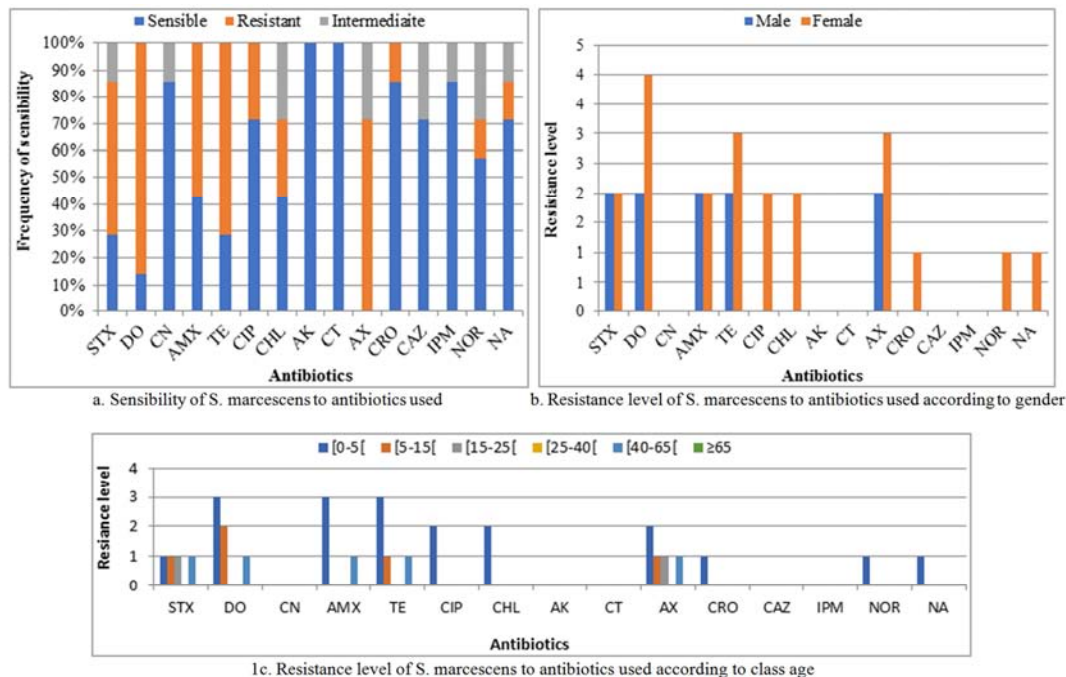 Sensible Resistant Intermediaite
100%
90%
80%
70%
60%
50%
40%
30%
20%
10%
0%
Frequency of sensibility
STX DO CN AMX TE CIP CHL AK CT AX CRO CAZ IPM NOR NA
Antibiotics
a. Sensibility of S. marcescens to antibiotics used
Male Female
5
4
4
3
3
2
2
1
1
0
Resistance level
STX DO CN AMX TE CIP CHL AK CT AX CRO CAZ IPM NOR NA
Antibiotics
b. Resistance level of S. marcescens to antibiotics used according to gender
[0-5[ [5-15[ [15-25[ [25-40[ [40-65[ ≥65
4
3
2
1
0
Resiance level
STX DO CN AMX TE CIP CHL AK CT AX CRO CAZ IPM NOR NA
Antibiotics
1c. Resistance level of S. marcescens to antibiotics used according to class age